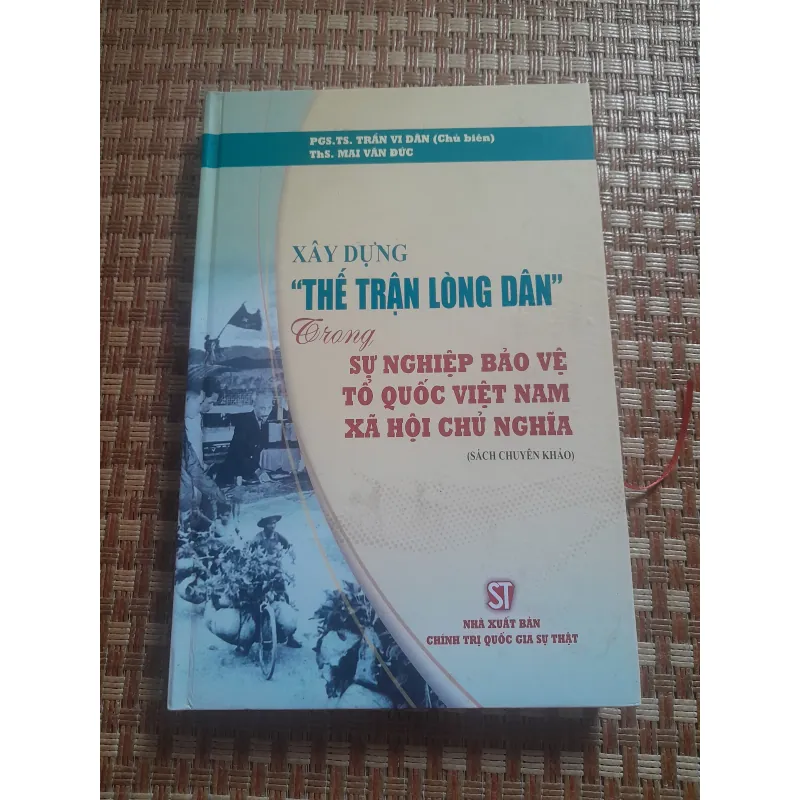 PGS.TS. TRẦN VI DÂN (Chủ biên)
ThS. MAI VĂN ĐỨC
XÂY DỰNG
“THẾ TRẬN LÒNG DÂN”
Trong
SỰ NGHIỆP BẢO VỆ
TỔ QUỐC VIỆT NAM
XÃ HỘI CHỦ NGHĨA
(SÁCH CHUYÊN KHẢO)
ST
NHÀ XUẤT BẢN
CHÍNH TRỊ QUỐC GIA SỰ THẬT